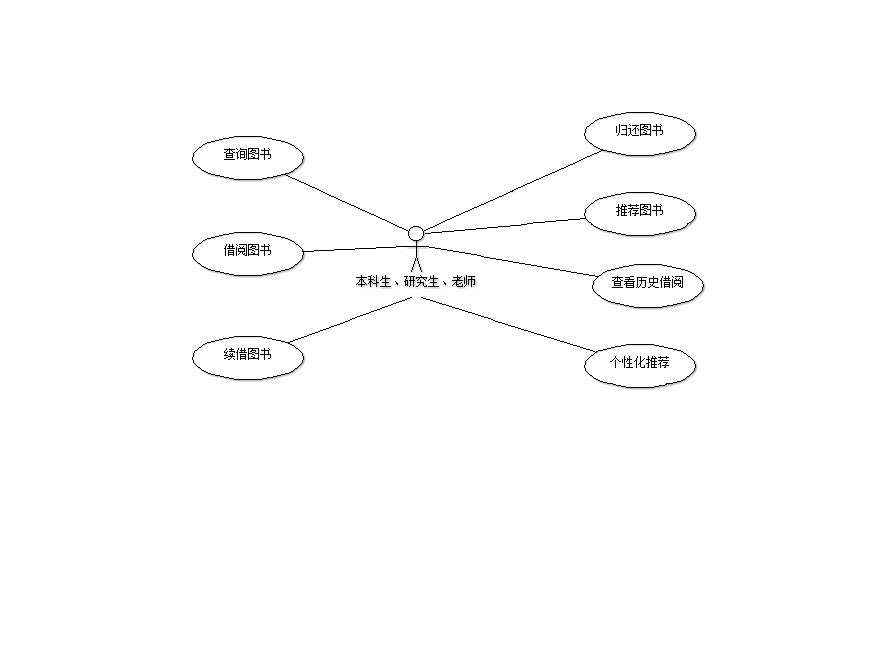 查询图书
借阅图书
续借图书
本科生、研究生、老师
归还图书
推荐图书
查看历史借阅
个性化推荐